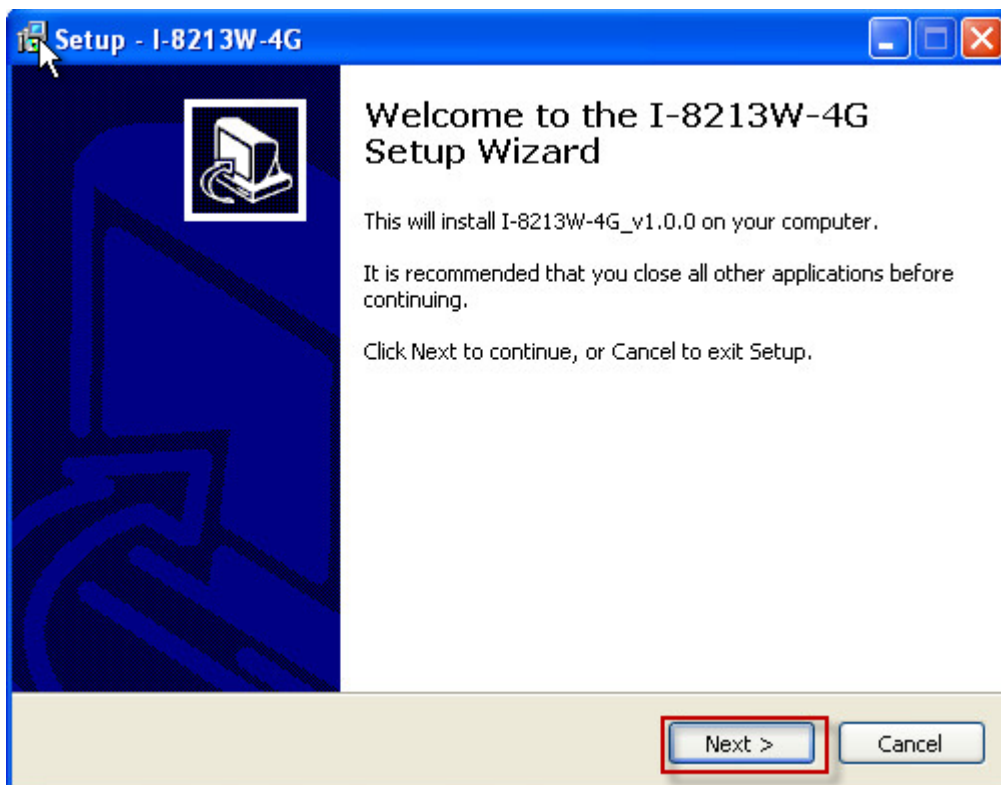 Setup - I-8213W-4G
Welcome to the I-8213W-4G
Setup Wizard
This will install I-8213W-4G_v1.0.0 on your computer.
It is recommended that you close all other applications before
continuing.
Click Next to continue, or Cancel to exit Setup.
Next >
Cancel